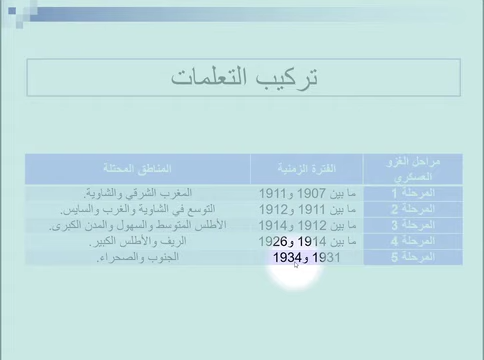 تركيب التعلمات
مراحل الغزو العسكري الفترة الزمنية المناطق المحتلة
المرحلة 1 ما بين 1907 و1911 المغرب الشرقي والشاوية.
المرحلة 2 ما بين 1911 و1912 التوسع في الشاوية والغرب والسايس.
المرحلة 3 ما بين 1912 و1914 الأطلس المتوسط والسهول والمدن الكبرى.
المرحلة 4 ما بين 1914 و1926 الريف والأطلس الكبير.
المرحلة 5 1931 و1934 الجنوب والصحراء.